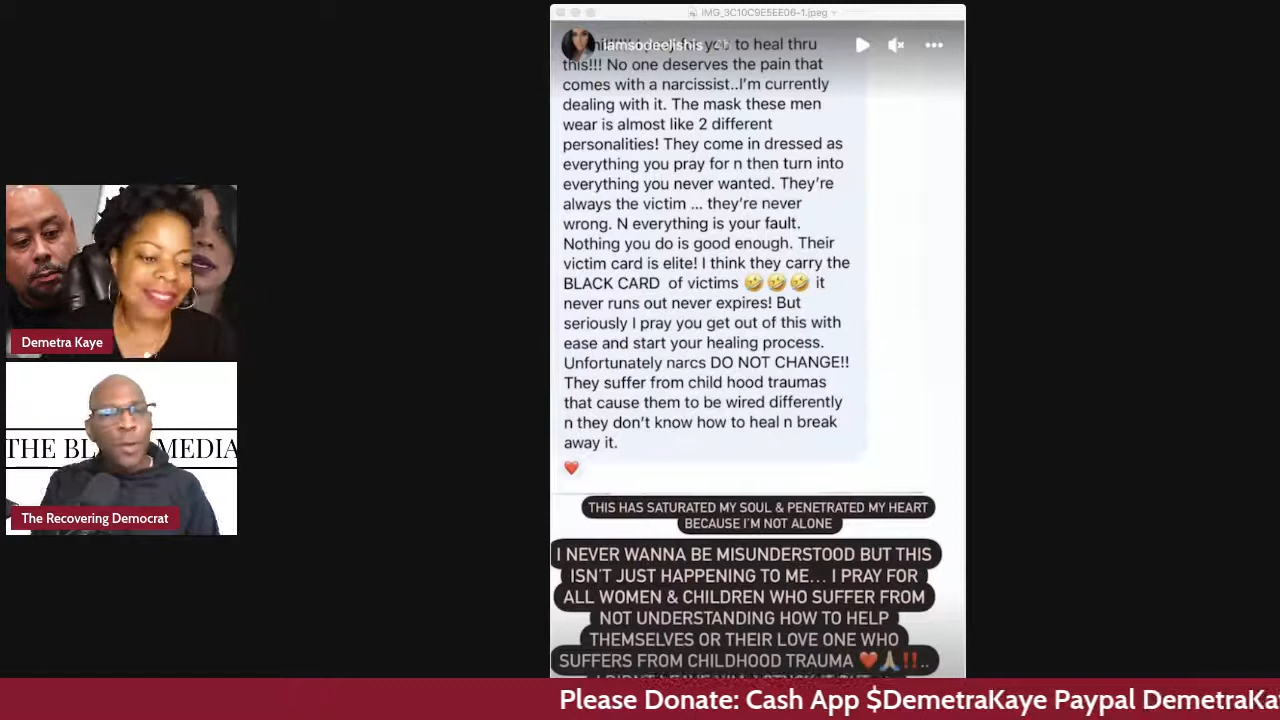 IMG_3C10C9E5EE06-1.jpeg
iamsodeelishis
to heal thru
this!!! No one deserves the pain that
comes with a narcissist..I'm currently
dealing with it. The mask these men
wear is almost like 2 different
personalities! They come in dressed as
everything you pray for n then turn into
everything you never wanted. They're
always the victim ... they're never
wrong. N everything is your fault.
Nothing you do is good enough. Their
victim card is elite! I think they carry the
BLACK CARD of victims 🤣🤣🤣 it
never runs out never expires! But
seriously I pray you get out of this with
ease and start your healing process.
Unfortunately narcs DO NOT CHANGE!!
They suffer from child hood traumas
that cause them to be wired differently
n they don't know how to heal n break
away it.
❤️
THIS HAS SATURATED MY SOUL & PENETRATED MY HEART
BECAUSE I'M NOT ALONE
I NEVER WANNA BE MISUNDERSTOOD BUT THIS
ISN'T JUST HAPPENING TO ME... I PRAY FOR
ALL WOMEN & CHILDREN WHO SUFFER FROM
NOT UNDERSTANDING HOW TO HELP
THEMSELVES OR THEIR LOVE ONE WHO
SUFFERS FROM CHILDHOOD TRAUMA ❤️🙏🏽‼️..
Demetra Kaye
THE BL MEDIA
The Recovering Democrat
Please Donate: Cash App $DemetraKaye Paypal DemetraKa